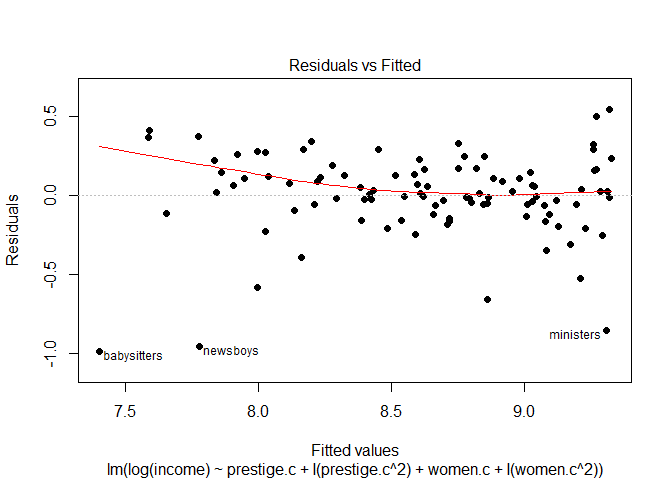 Residuals vs Fitted
Residuals
0.5
0.0
-0.5
-1.0
babysitters
newsboys
ministers
7.5 8.0 8.5 9.0
Fitted values
lm(log(income) ~ prestige.c + I(prestige.c^2) + women.c + I(women.c^2))